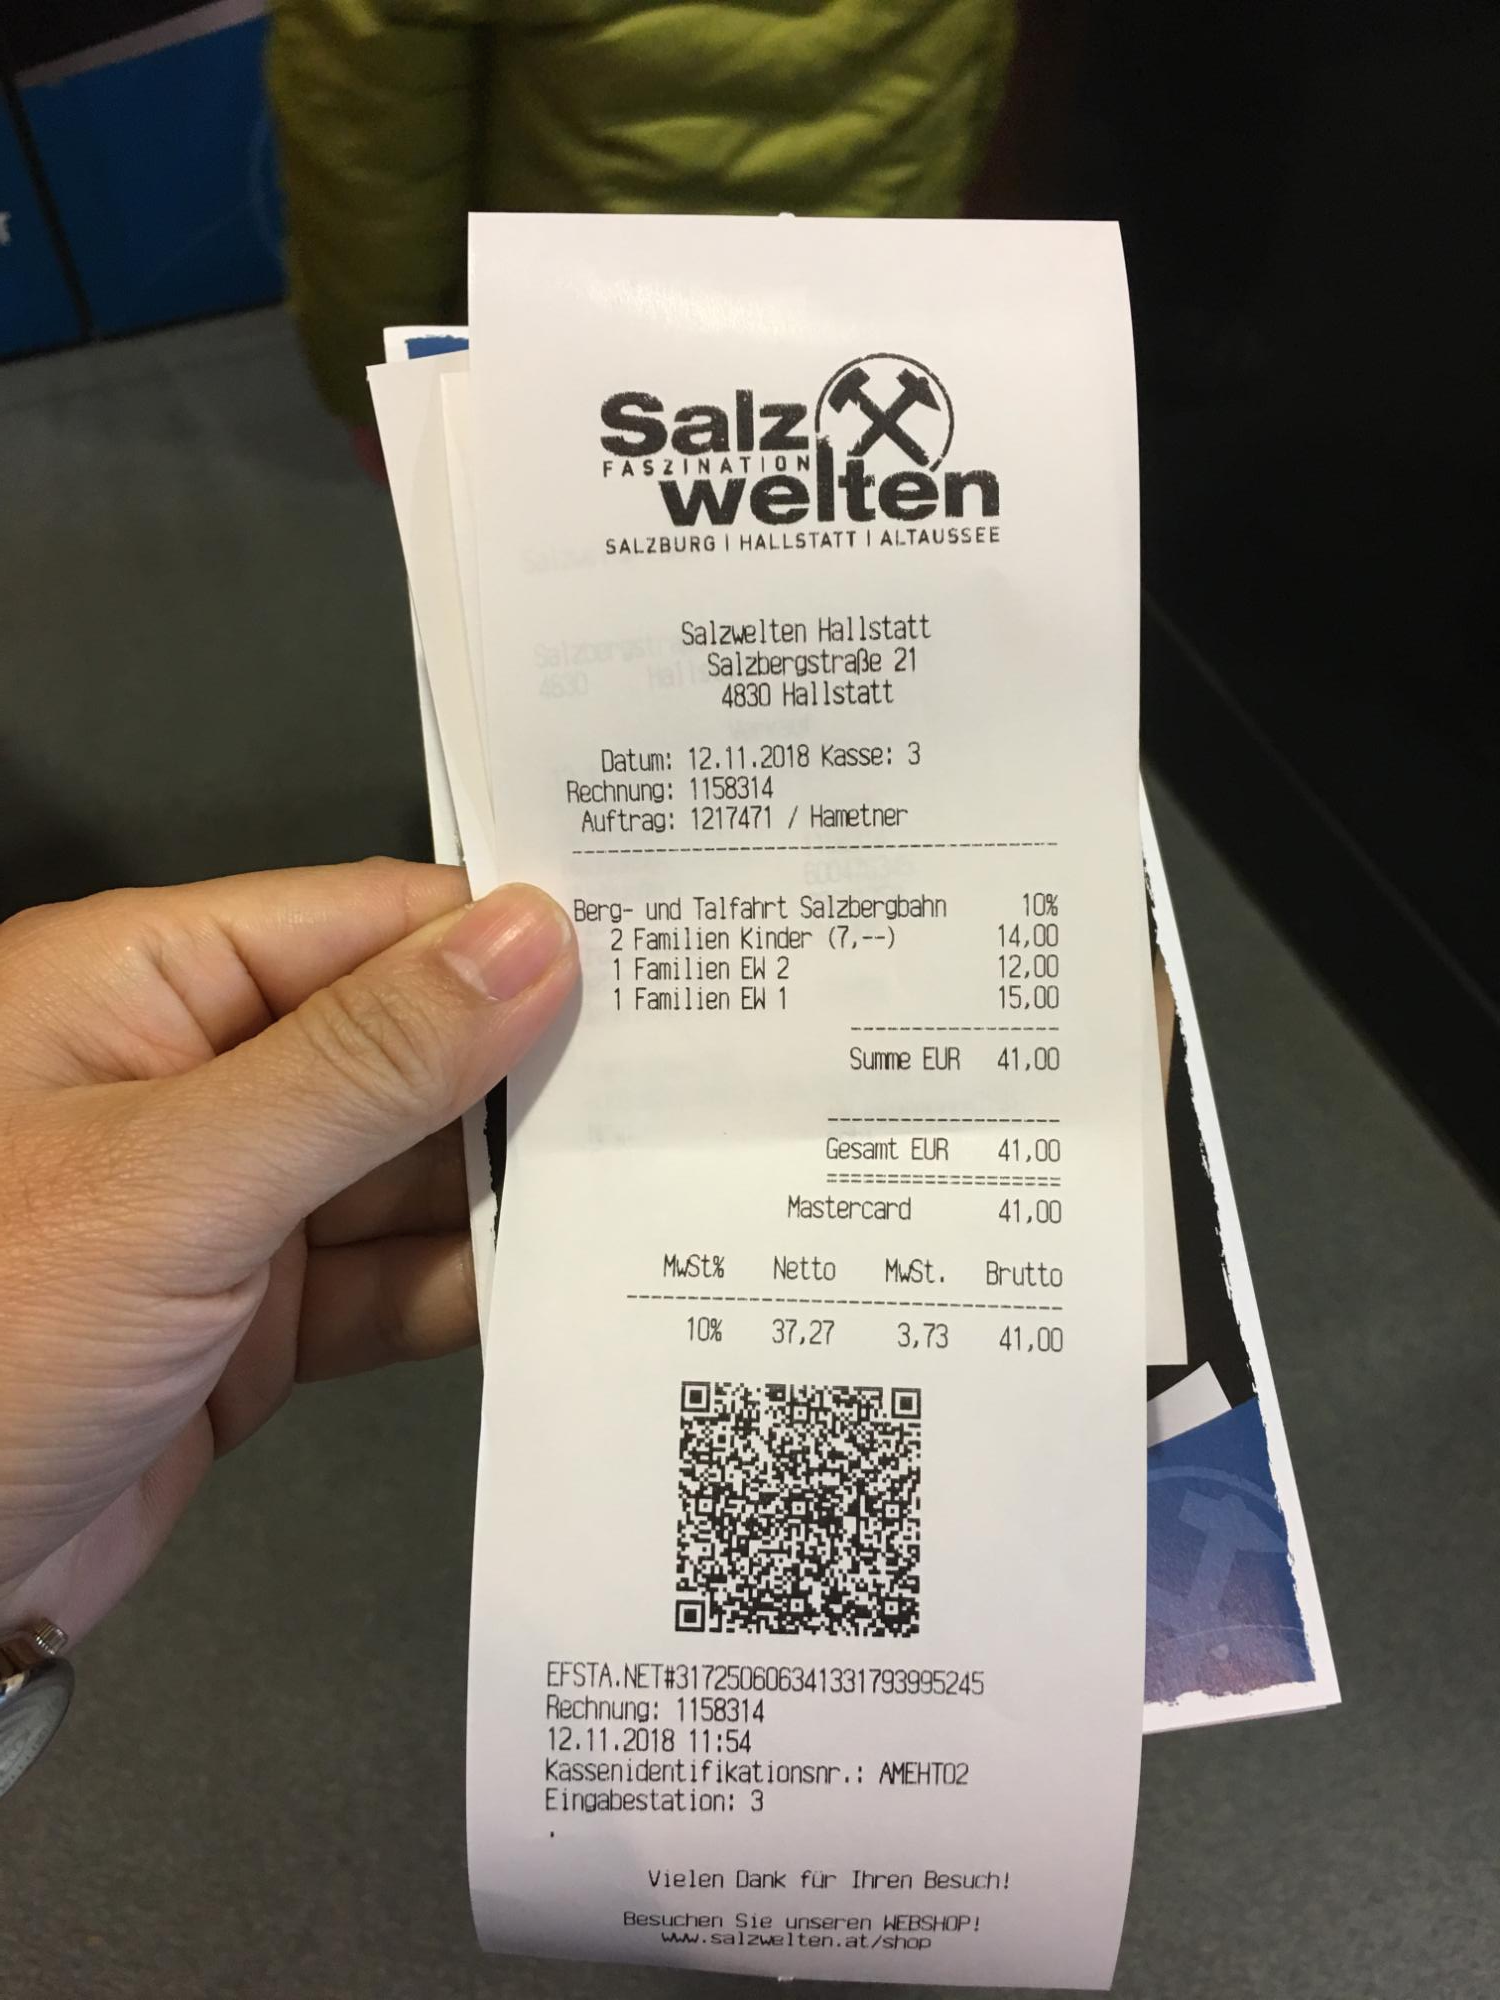 Salz
FASZINATION
welten
SALZBURG | HALLSTATT | ALTAUSSEE
Salzwelten Hallstatt
Salzbergstraße 21
4830 Hallstatt
Datum: 12.11.2018 Kasse: 3
Rechnung: 1158314
Auftrag: 1217471 / Hametner
Berg- und Talfahrt Salzbergbahn 10%
2 Familien Kinder (7,--) 14,00
1 Familien EW 2 12,00
1 Familien EW 1 15,00
Summe EUR 41,00
Gesamt EUR 41,00
Mastercard 41,00
MwSt% Netto MwSt. Brutto
10% 37,27 3,73 41,00
EFSTA.NET#31725060634133179399​5245
Rechnung: 1158314
12.11.2018 11:54
Kassenidentifikationsnr.: AMEHT02
Eingabestation: 3
.
Vielen Dank für Ihren Besuch!
Besuchen Sie unseren WEBSHOP!
www.salzwelten.at/shop